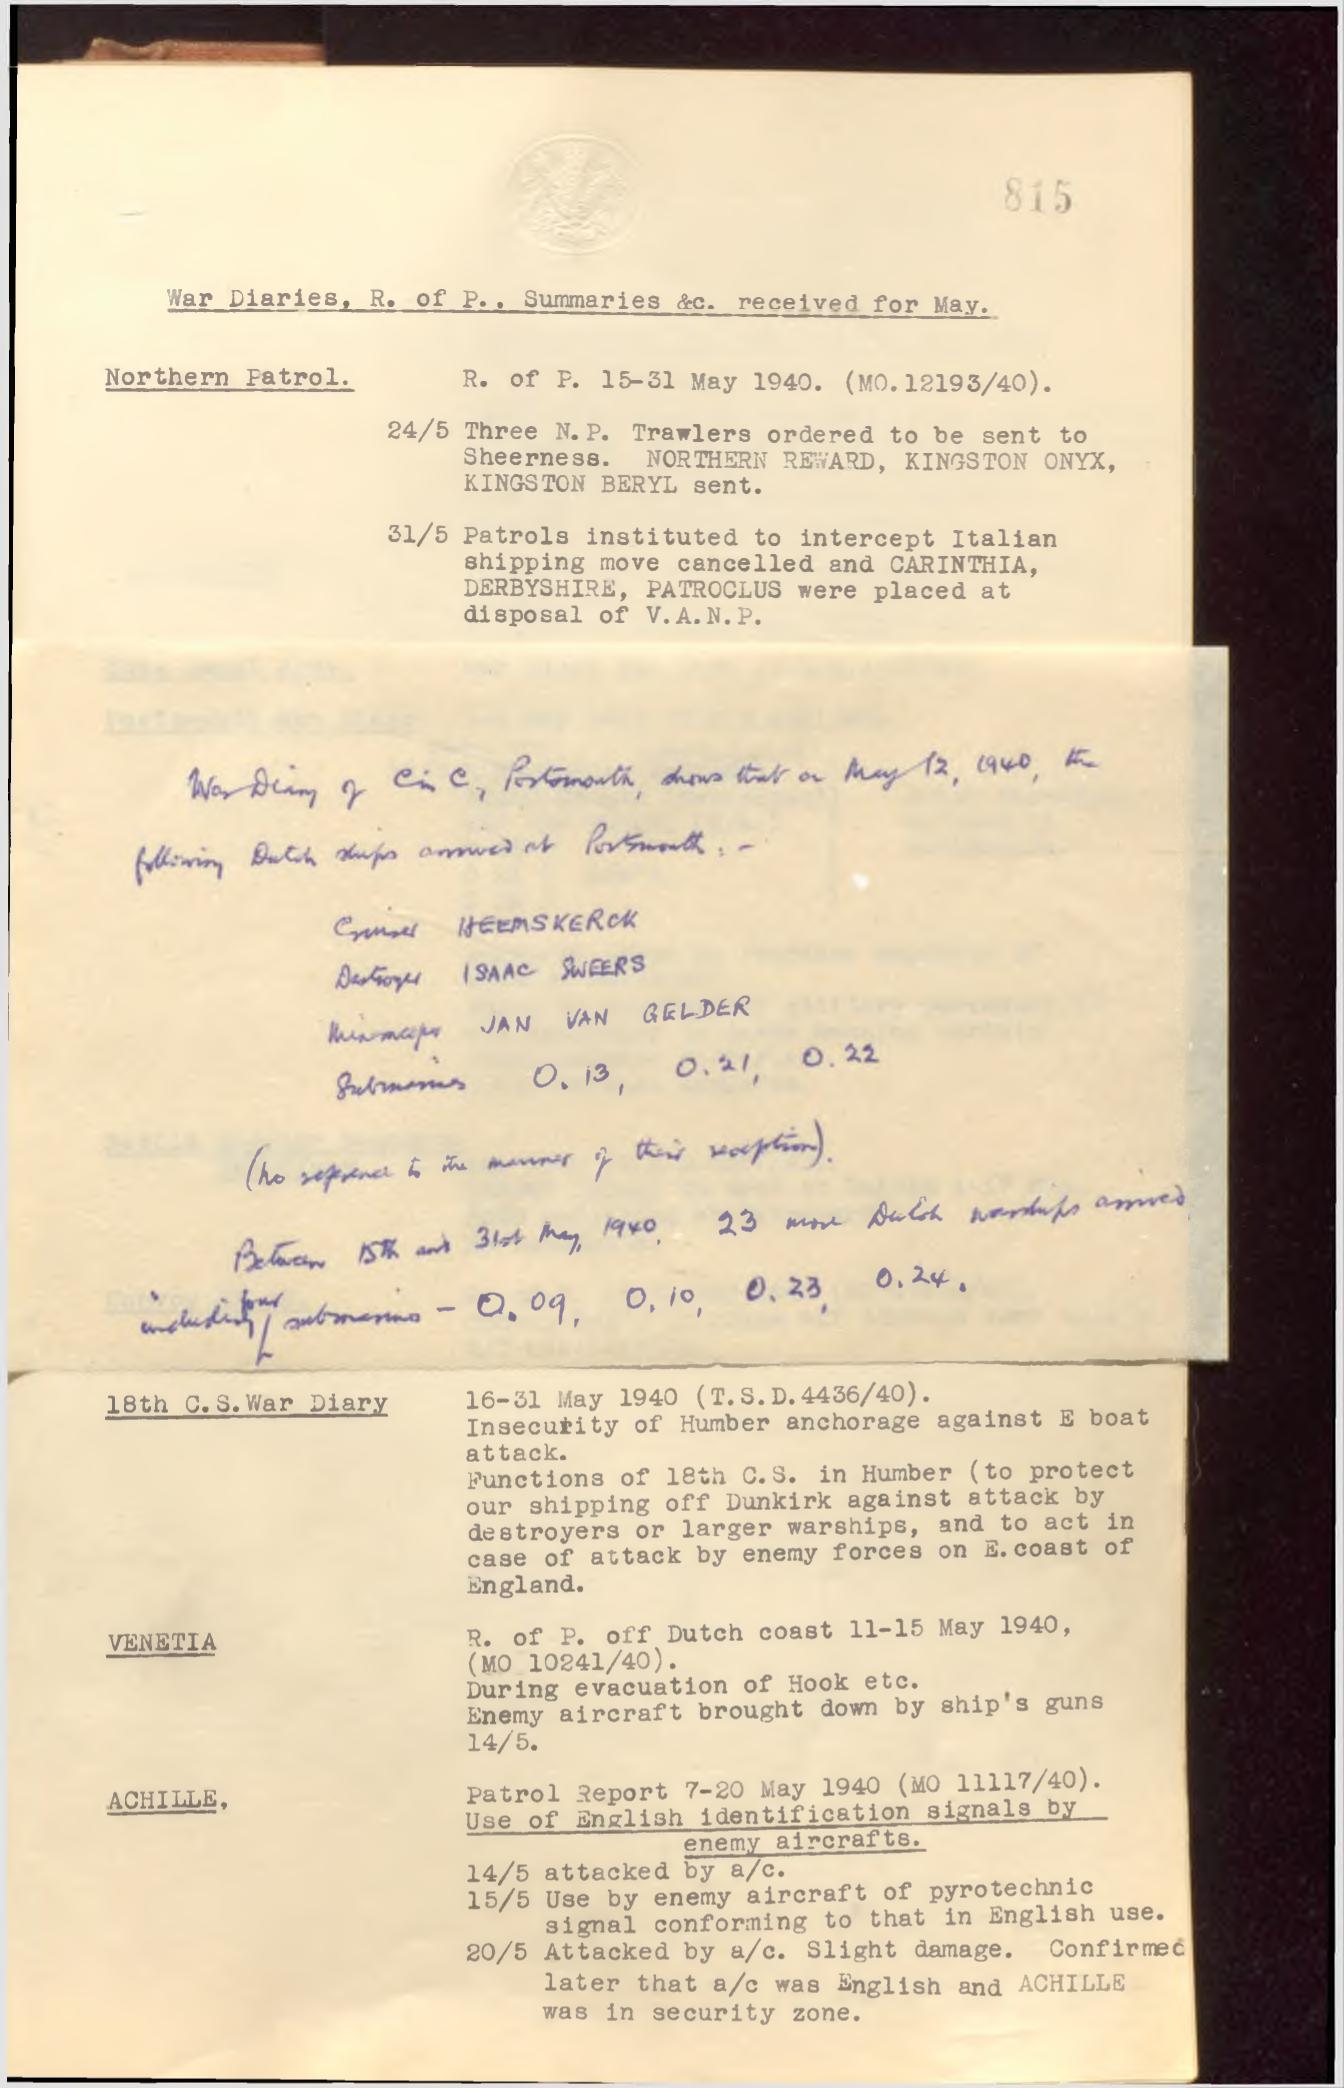 815
War Diaries, R. of P., Summaries &c. received for May.
Northern Patrol. R. of P. 15-31 May 1940. (MO.12193/40).
24/5 Three N.P. Trawlers ordered to be sent to
Sheerness. NORTHERN REWARD, KINGSTON ONYX,
KINGSTON BERYL sent.
31/5 Patrols instituted to intercept Italian
shipping move cancelled and CARINTHIA,
DERBYSHIRE, PATROCLUS were placed at
disposal of V.A.N.P.
War Diary of C in C, Portsmouth, shows that on May 12, 1940, the
following Dutch ships arrived at Portsmouth: -
Cruiser HEEMSKERCK
Destroyer ISAAC SWEERS
Minesweeper JAN VAN GELDER
Submarines O.13, O.21, O.22
(No reference to the manner of their reception).
Between 15th and 31st May, 1940, 23 more Dutch warships arrived,
including four submarines - O.09, O.10, O.23, O.24.
18th C.S.War Diary 16-31 May 1940 (T.S.D.4436/40).
Insecurity of Humber anchorage against E boat
attack.
Functions of 18th C.S. in Humber (to protect
our shipping off Dunkirk against attack by
destroyers or larger warships, and to act in
case of attack by enemy forces on E.coast of
England.
VENETIA R. of P. off Dutch coast 11-15 May 1940,
(MO 10241/40).
During evacuation of Hook etc.
Enemy aircraft brought down by ship's guns
14/5.
ACHILLE, Patrol Report 7-20 May 1940 (MO 11117/40).
Use of English identification signals by
enemy aircrafts.
14/5 attacked by a/c.
15/5 Use by enemy aircraft of pyrotechnic
signal conforming to that in English use.
20/5 Attacked by a/c. Slight damage. Confirmed
later that a/c was English and ACHILLE
was in security zone.